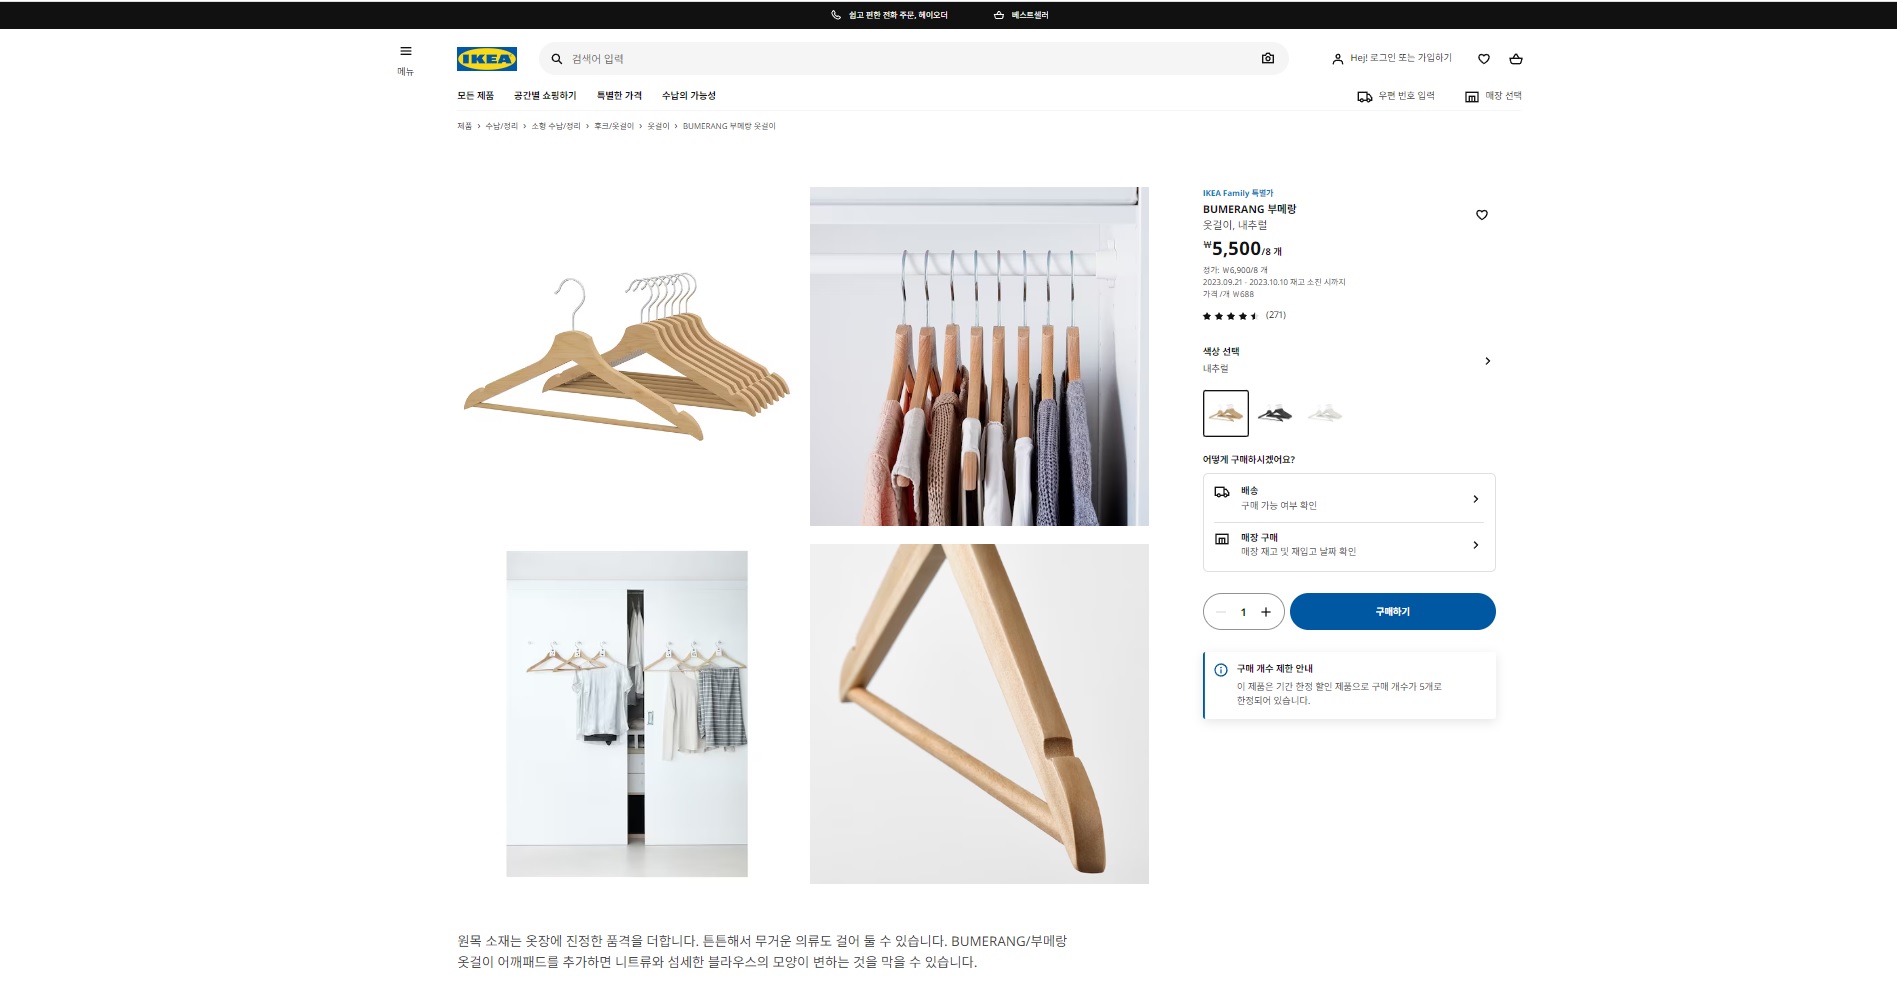 쉽고 편한 전화 주문, 헤이오더
베스트셀러
메뉴
IKEA
검색어 입력
Hej! 로그인 또는 가입하기
모든 제품
공간별 쇼핑하기
특별한 가격
수납의 가능성
우편 번호 입력
매장 선택
제품 › 수납/정리 › 소형 수납/정리 › 후크/옷걸이 › 옷걸이 › BUMERANG 부메랑 옷걸이
IKEA Family 특별가
BUMERANG 부메랑
옷걸이, 내추럴
₩5,500/8 개
정가: ₩6,900/8 개
2023.09.21 - 2023.10.10 재고 소진 시까지
가격 /개 ₩688
(271)
색상 선택
내추럴
어떻게 구매하시겠어요?
배송
구매 가능 여부 확인
매장 구매
매장 재고 및 재입고 날짜 확인
1
구매하기
구매 개수 제한 안내
이 제품은 기간 한정 할인 제품으로 구매 개수가 5개로
한정되어 있습니다.
원목 소재는 옷장에 진정한 품격을 더합니다. 튼튼해서 무거운 의류도 걸어 둘 수 있습니다. BUMERANG/부메랑
옷걸이 어깨패드를 추가하면 니트류와 섬세한 블라우스의 모양이 변하는 것을 막을 수 있습니다.